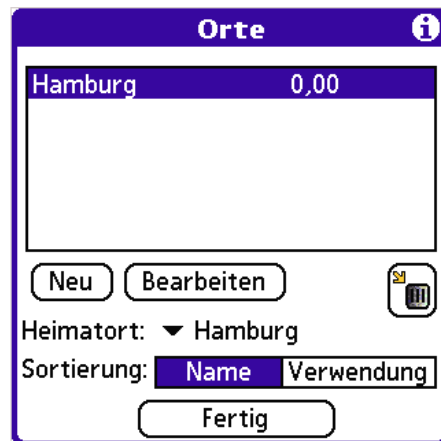 Orte
Hamburg 0,00
Neu Bearbeiten
Heimatort: Hamburg
Sortierung: Name Verwendung
Fertig